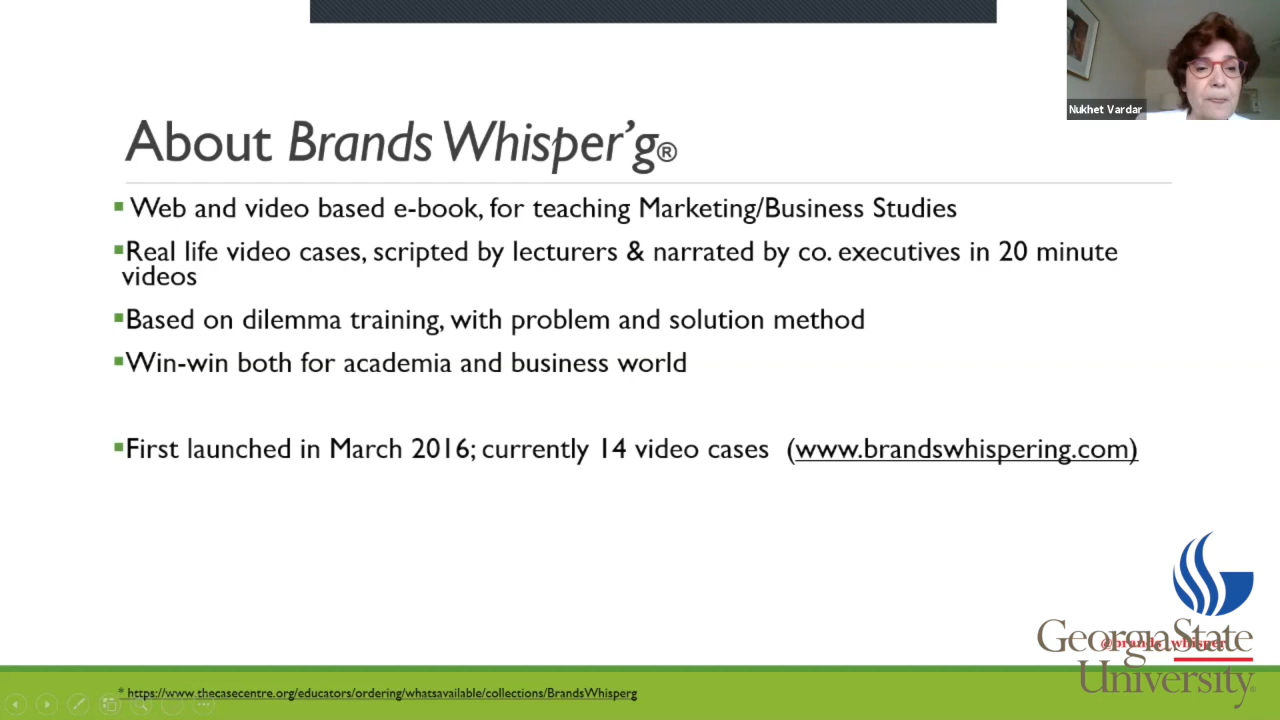 Nukhet Vardar
About Brands Whisper'g®
Web and video based e-book, for teaching Marketing/Business Studies
Real life video cases, scripted by lecturers & narrated by co. executives in 20 minute
videos
Based on dilemma training, with problem and solution method
Win-win both for academia and business world
First launched in March 2016; currently 14 video cases (www.brandswhispering.com)
@brands_whisper
GeorgiaState
University.
* https://www.thecasecentre.org/educators/ordering/whatsavailable/collections/BrandsWhisperg